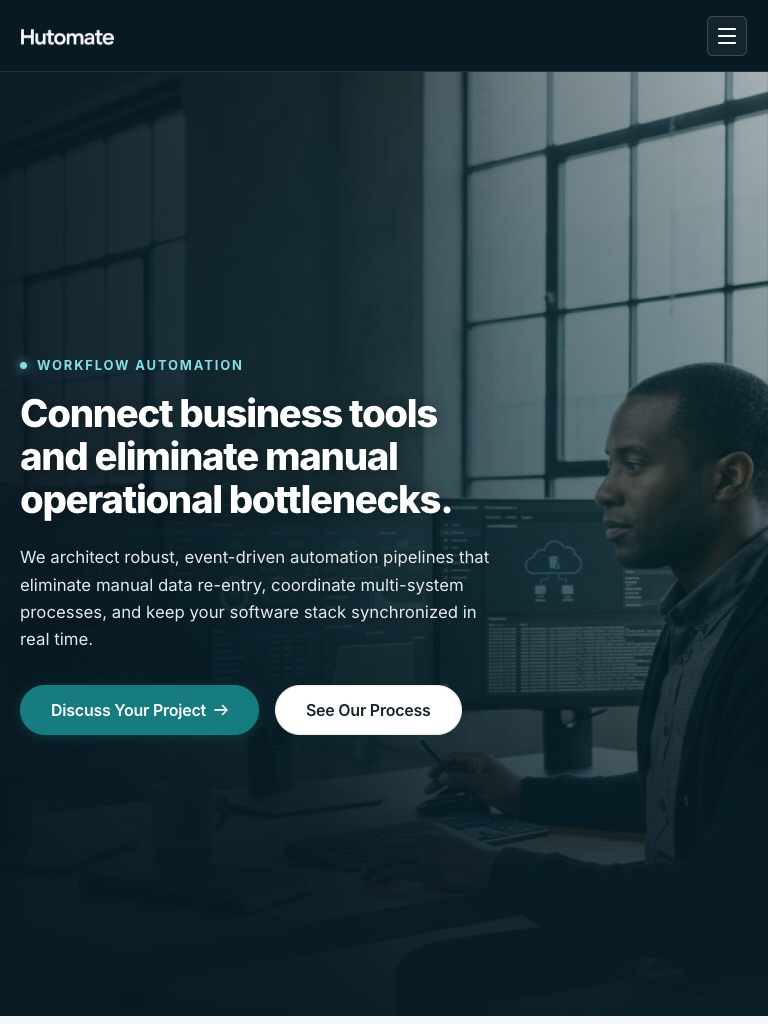 Hutomate
WORKFLOW AUTOMATION
Connect business tools
and eliminate manual
operational bottlenecks.
We architect robust, event-driven automation pipelines that
eliminate manual data re-entry, coordinate multi-system
processes, and keep your software stack synchronized in
real time.
Discuss Your Project →
See Our Process